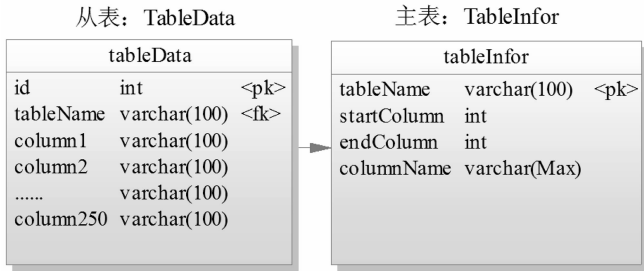 从表：TableData
tableData
id int <pk>
tableName varchar(100) <fk>
column1 varchar(100)
column2 varchar(100)
...... varchar(100)
column250 varchar(100)
主表：TableInfor
tableInfor
tableName varchar(100) <pk>
startColumn int
endColumn int
columnName varchar(Max)